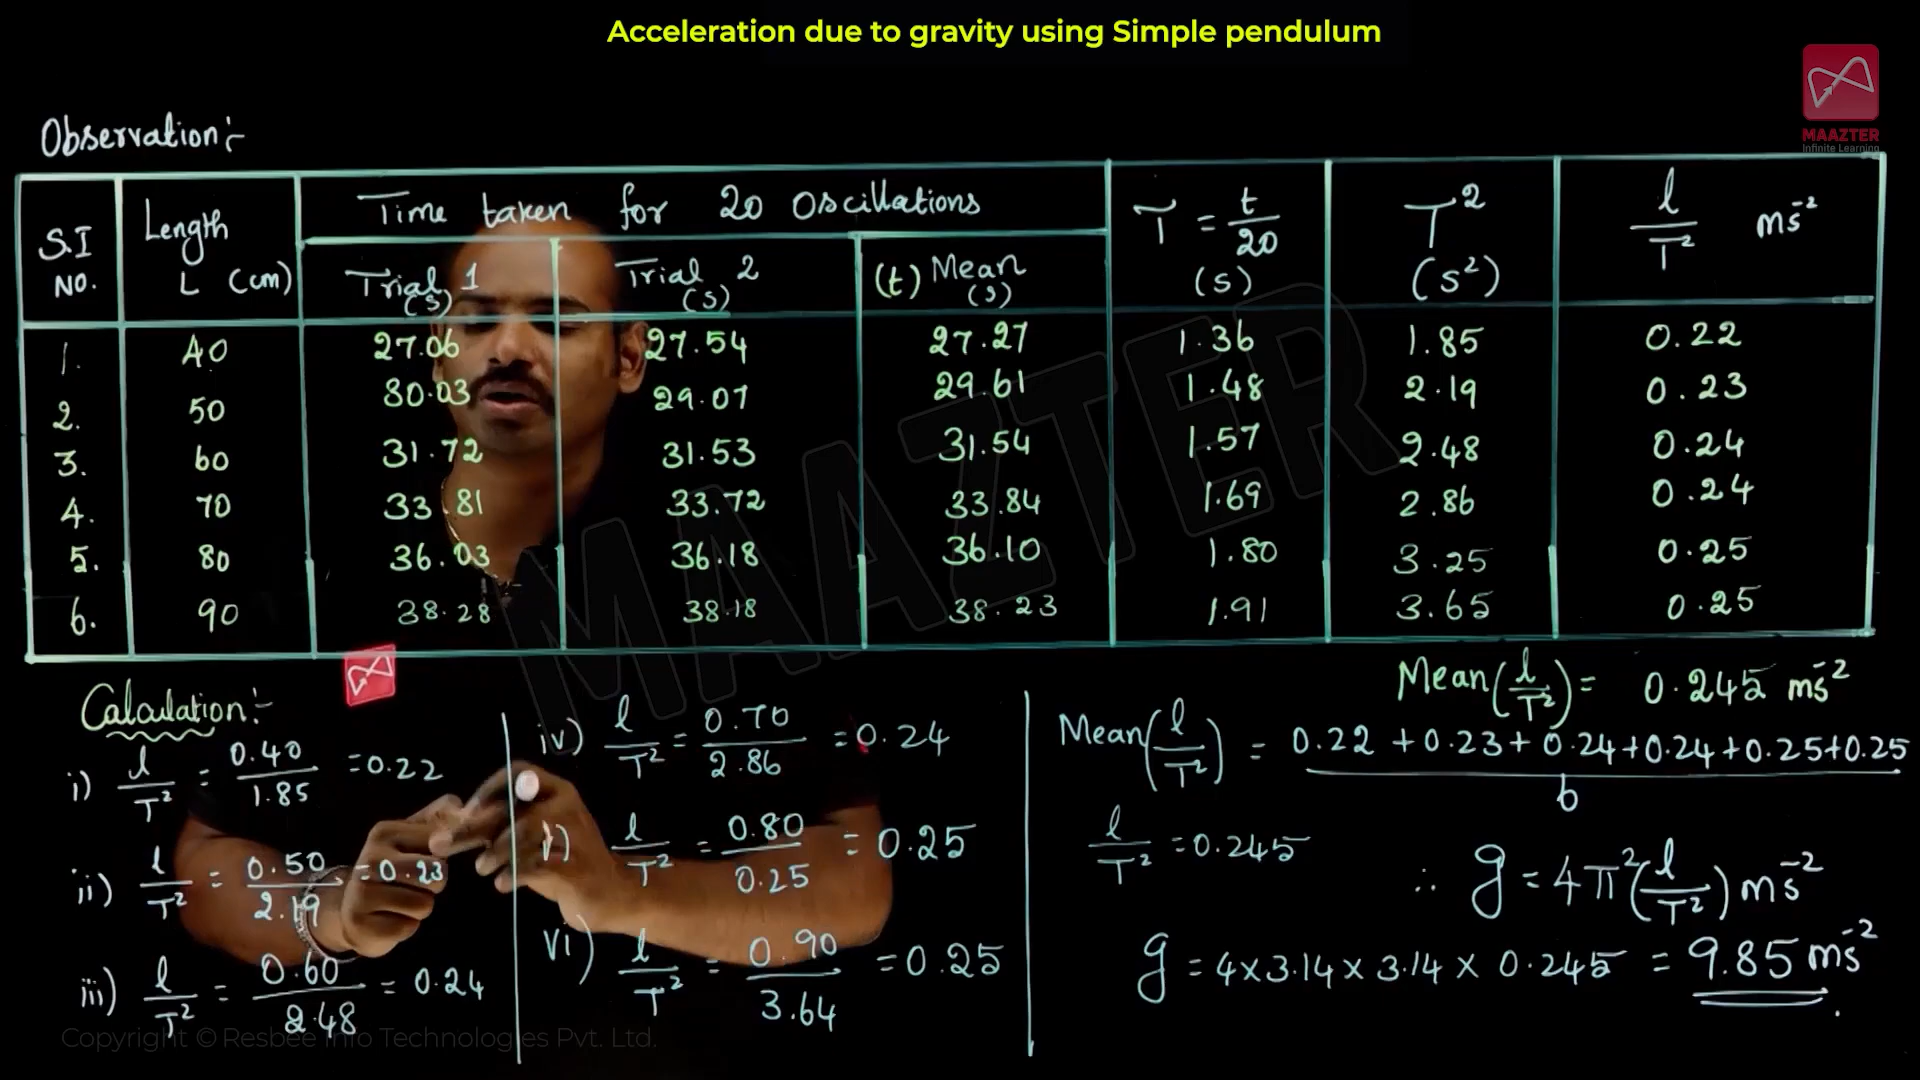 Acceleration due to gravity using Simple pendulum
MAAZTER
Infinite Learning
Observation:-
S.I NO. | Length L (cm) | Time taken for 20 oscillations | T = t/20 (s) | T² (s²) | l/T² ms⁻²
Trial 1 (s) | Trial 2 (s) | (t) Mean (s)
1. 40 27.06 27.54 27.27 1.36 1.85 0.22
2. 50 30.03 29.07 29.61 1.48 2.19 0.23
3. 60 31.72 31.53 31.54 1.57 2.48 0.24
4. 70 33.81 33.72 33.84 1.69 2.86 0.24
5. 80 36.03 36.18 36.10 1.80 3.25 0.25
6. 90 38.28 38.18 38.23 1.91 3.65 0.25
MAAZTER
Mean (l/T²) = 0.245 ms⁻²
Calculation:-
i) l/T² = 0.40/1.85 = 0.22
ii) l/T² = 0.50/2.19 = 0.23
iii) l/T² = 0.60/2.48 = 0.24
iv) l/T² = 0.70/2.86 = 0.24
v) l/T² = 0.80/0.25 = 0.25
vi) l/T² = 0.90/3.64 = 0.25
Mean (l/T²) = 0.22 + 0.23 + 0.24 + 0.24 + 0.25 + 0.25 / 6
l/T² = 0.245
∴ g = 4π² (l/T²) ms⁻²
g = 4 x 3.14 x 3.14 x 0.245 = 9.85 ms⁻²
Copyright © Resbee Info Technologies Pvt. Ltd.